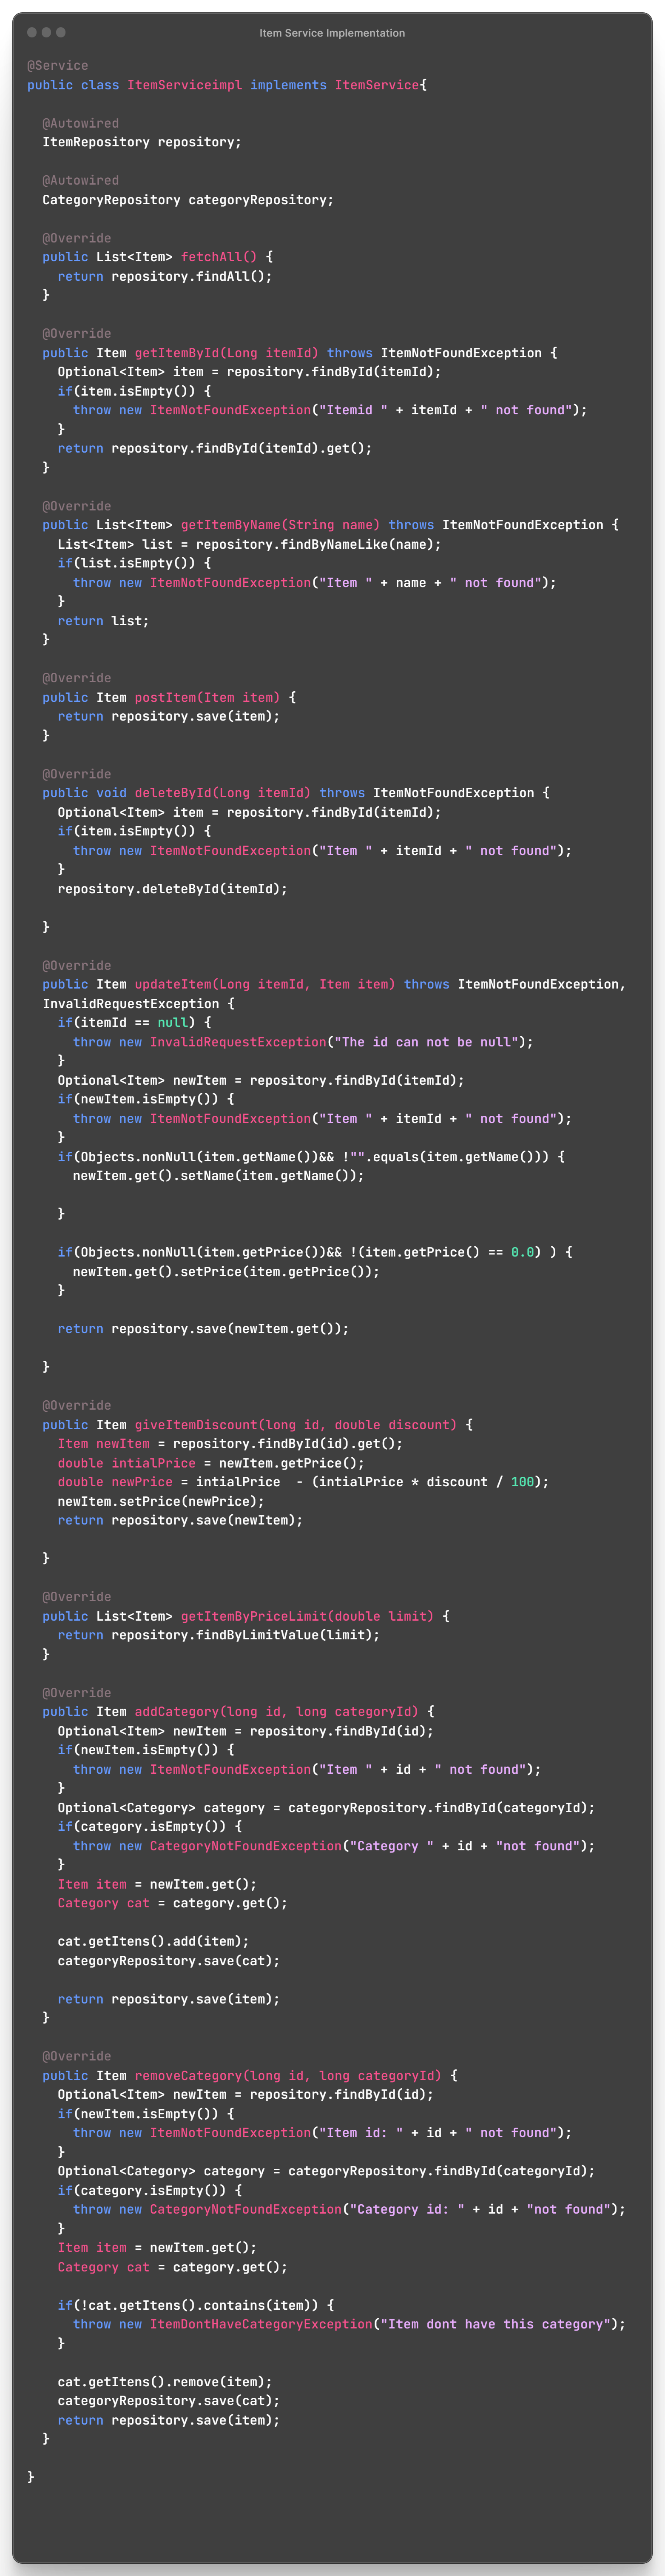 Item Service Implementation
@Service
public class ItemServiceimpl implements ItemService{
@Autowired
ItemRepository repository;
@Autowired
CategoryRepository categoryRepository;
@Override
public List<Item> fetchAll() {
return repository.findAll();
}
@Override
public Item getItemById(Long itemId) throws ItemNotFoundException {
Optional<Item> item = repository.findById(itemId);
if(item.isEmpty()) {
throw new ItemNotFoundException("Itemid " + itemId + " not found");
}
return repository.findById(itemId).get();
}
@Override
public List<Item> getItemByName(String name) throws ItemNotFoundException {
List<Item> list = repository.findByNameLike(name);
if(list.isEmpty()) {
throw new ItemNotFoundException("Item " + name + " not found");
}
return list;
}
@Override
public Item postItem(Item item) {
return repository.save(item);
}
@Override
public void deleteById(Long itemId) throws ItemNotFoundException {
Optional<Item> item = repository.findById(itemId);
if(item.isEmpty()) {
throw new ItemNotFoundException("Item " + itemId + " not found");
}
repository.deleteById(itemId);
}
@Override
public Item updateItem(Long itemId, Item item) throws ItemNotFoundException,
InvalidRequestException {
if(itemId == null) {
throw new InvalidRequestException("The id can not be null");
}
Optional<Item> newItem = repository.findById(itemId);
if(newItem.isEmpty()) {
throw new ItemNotFoundException("Item " + itemId + " not found");
}
if(Objects.nonNull(item.getName())&& !"".equals(item.getName())) {
newItem.get().setName(item.getName());
}
if(Objects.nonNull(item.getPrice())&& !(item.getPrice() == 0.0) ) {
newItem.get().setPrice(item.getPrice());
}
return repository.save(newItem.get());
}
@Override
public Item giveItemDiscount(long id, double discount) {
Item newItem = repository.findById(id).get();
double intialPrice = newItem.getPrice();
double newPrice = intialPrice  - (intialPrice * discount / 100);
newItem.setPrice(newPrice);
return repository.save(newItem);
}
@Override
public List<Item> getItemByPriceLimit(double limit) {
return repository.findByLimitValue(limit);
}
@Override
public Item addCategory(long id, long categoryId) {
Optional<Item> newItem = repository.findById(id);
if(newItem.isEmpty()) {
throw new ItemNotFoundException("Item " + id + " not found");
}
Optional<Category> category = categoryRepository.findById(categoryId);
if(category.isEmpty()) {
throw new CategoryNotFoundException("Category " + id + "not found");
}
Item item = newItem.get();
Category cat = category.get();
cat.getItens().add(item);
categoryRepository.save(cat);
return repository.save(item);
}
@Override
public Item removeCategory(long id, long categoryId) {
Optional<Item> newItem = repository.findById(id);
if(newItem.isEmpty()) {
throw new ItemNotFoundException("Item id: " + id + " not found");
}
Optional<Category> category = categoryRepository.findById(categoryId);
if(category.isEmpty()) {
throw new CategoryNotFoundException("Category id: " + id + "not found");
}
Item item = newItem.get();
Category cat = category.get();
if(!cat.getItens().contains(item)) {
throw new ItemDontHaveCategoryException("Item dont have this category");
}
cat.getItens().remove(item);
categoryRepository.save(cat);
return repository.save(item);
}
}